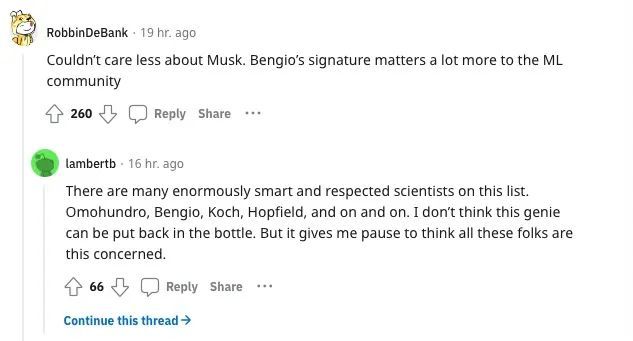 RobbinDeBank · 19 hr. ago
Couldn’t care less about Musk. Bengio’s signature matters a lot more to the ML
community
260 Reply Share ···
lambertb · 16 hr. ago
There are many enormously smart and respected scientists on this list.
Omohundro, Bengio, Koch, Hopfield, and on and on. I don’t think this genie
can be put back in the bottle. But it gives me pause to think all these folks are
this concerned.
66 Reply Share ···
Continue this thread→